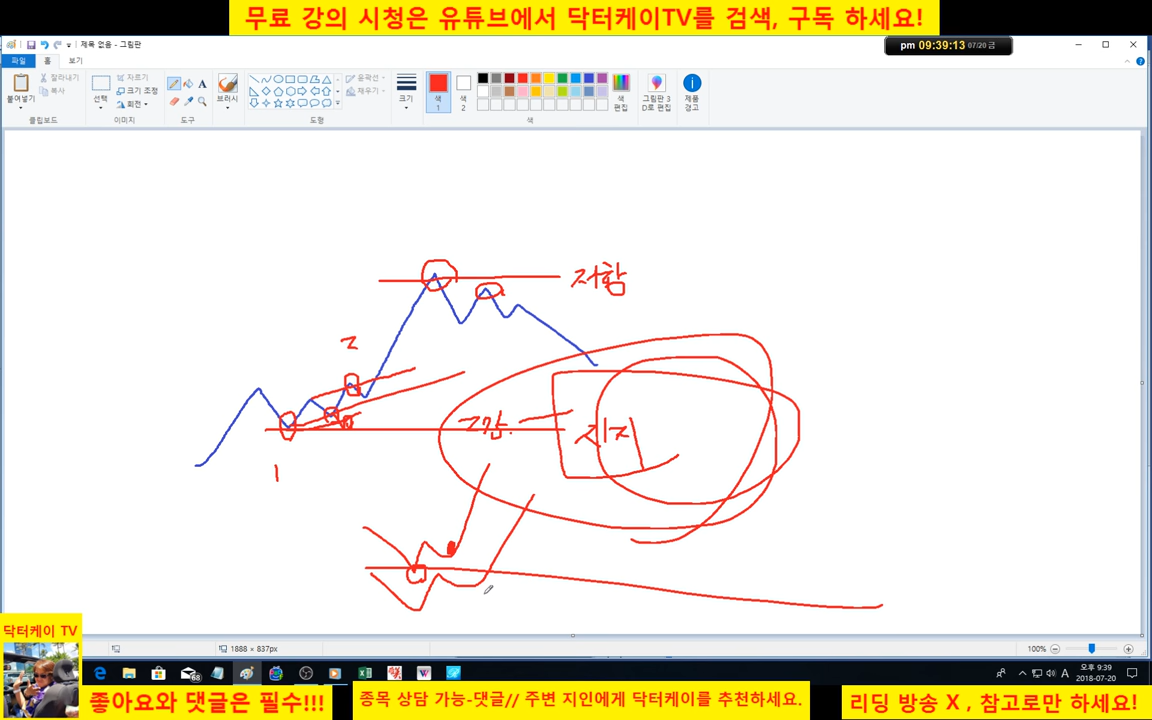 무료 강의 시청은 유튜브에서 닥터케이TV를 검색, 구독 하세요!
제목 없음 - 그림판
pm 09:39:13 07/20 금
파일 홈 보기
붙여넣기
잘라내기
복사
클립보드
선택
자르기
크기 조정
회전
이미지
A
도구
브러시
윤곽선
채우기
도형
크기
색 1
색 2
색 편집
색
그림판 3D로 편집
제품 경고
저항
2
지지
1
1888 × 837px
100%
닥터케이 TV
68
A
오후 9:39
2018-07-20
좋아요와 댓글은 필수!!!
종목 상담 가능-댓글// 주변 지인에게 닥터케이를 추천하세요.
리딩 방송 X , 참고로만 하세요!